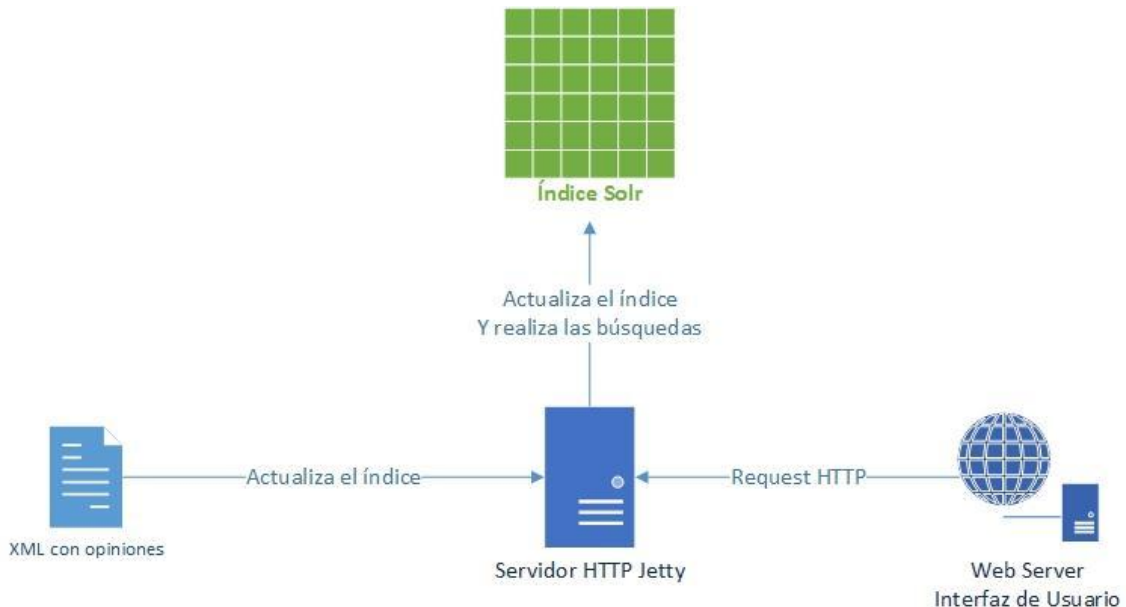 Índice Solr
Actualiza el índice
Y realiza las búsquedas
Actualiza el índice
Request HTTP
XML con opiniones
Servidor HTTP Jetty
Web Server
Interfaz de Usuario